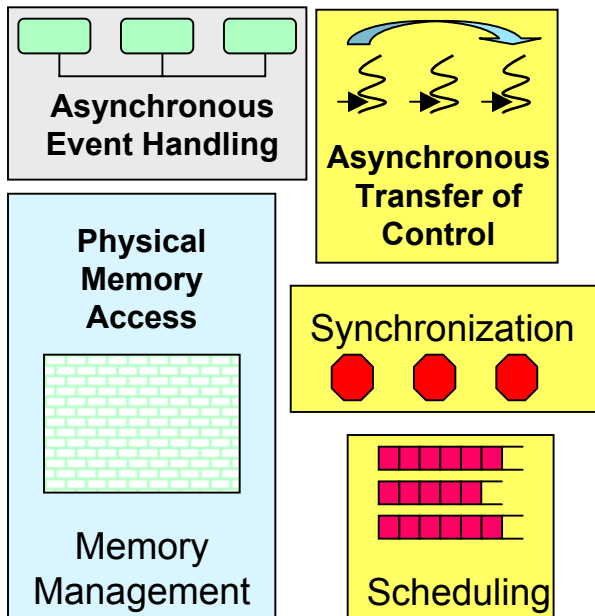 Asynchronous
Event Handling
Asynchronous
Transfer of
Control
Physical
Memory
Access
Synchronization
Memory
Management
Scheduling